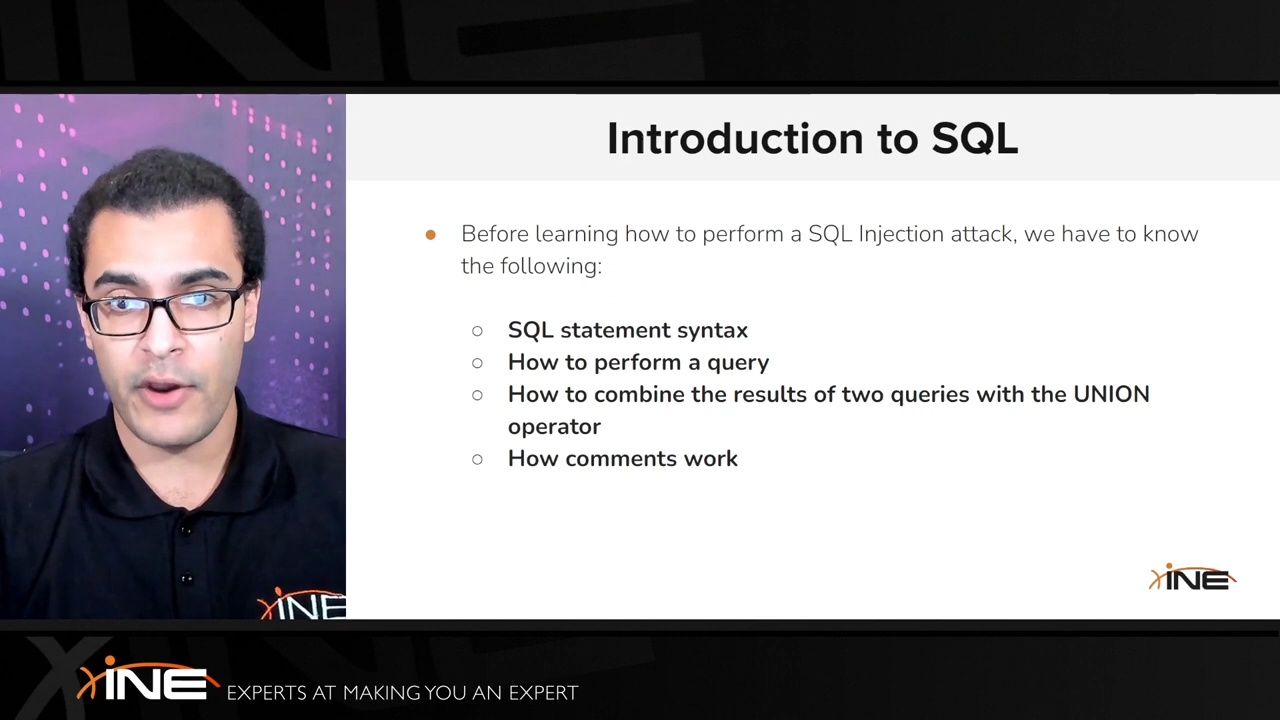 Introduction to SQL
● Before learning how to perform a SQL Injection attack, we have to know
the following:
○ SQL statement syntax
○ How to perform a query
○ How to combine the results of two queries with the UNION
operator
○ How comments work
INE
INE
INE EXPERTS AT MAKING YOU AN EXPERT